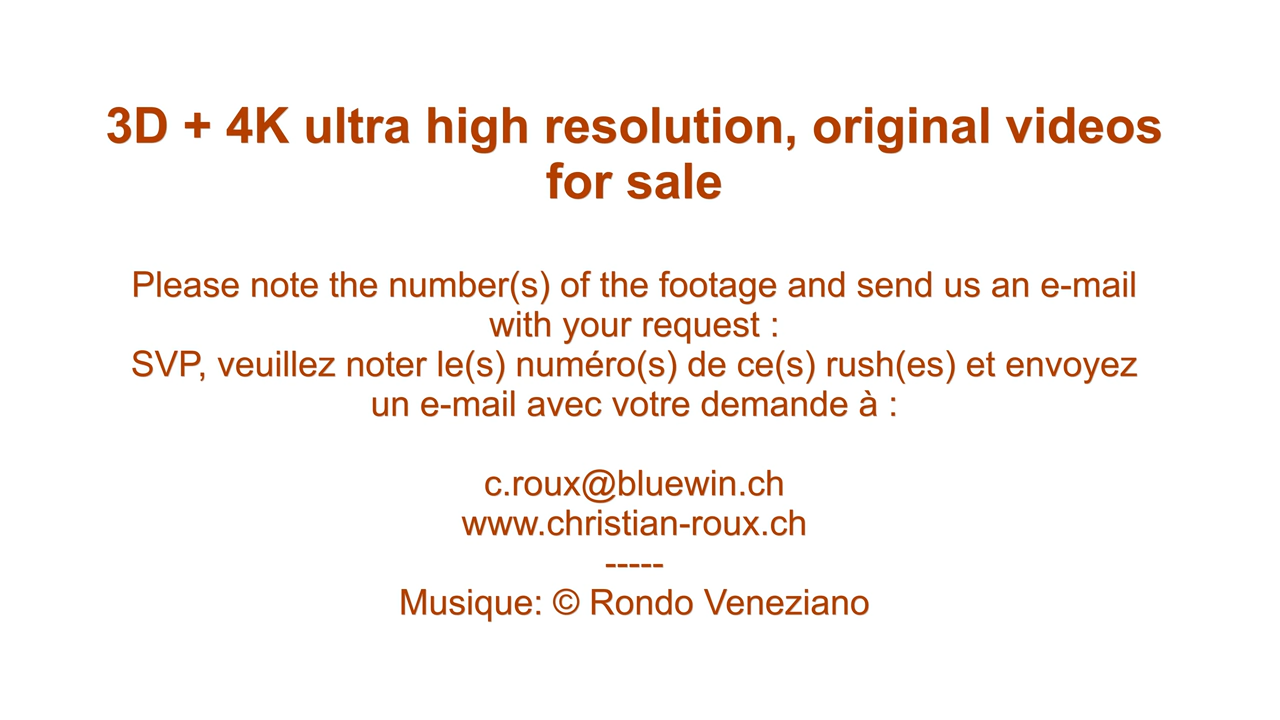 3D + 4K ultra high resolution, original videos
for sale
Please note the number(s) of the footage and send us an e-mail
with your request :
SVP, veuillez noter le(s) numéro(s) de ce(s) rush(es) et envoyez
un e-mail avec votre demande à :
c.roux@bluewin.ch
www.christian-roux.ch
-----
Musique: © Rondo Veneziano